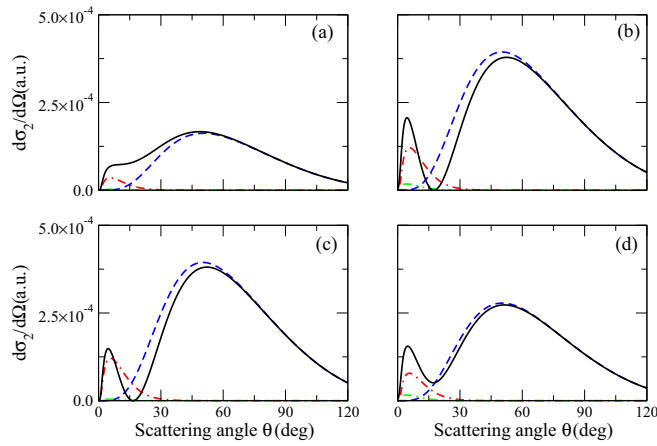 (a)
(b)
5.0×10⁻⁴
2.5×10⁻⁴
0.0
dσ₂/dΩ(a.u.)
0 30 60 90 120
0 30 60 90 120
(c)
(d)
5.0×10⁻⁴
2.5×10⁻⁴
0.0
dσ₂/dΩ(a.u.)
0 30 60 90 120
0 30 60 90 120
Scattering angle θ(deg)
Scattering angle θ(deg)